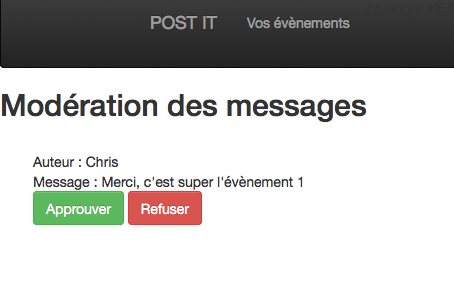 POST IT Vos évènements
Modération des messages
Auteur : Chris
Message : Merci, c'est super l'évènement 1
Approuver Refuser